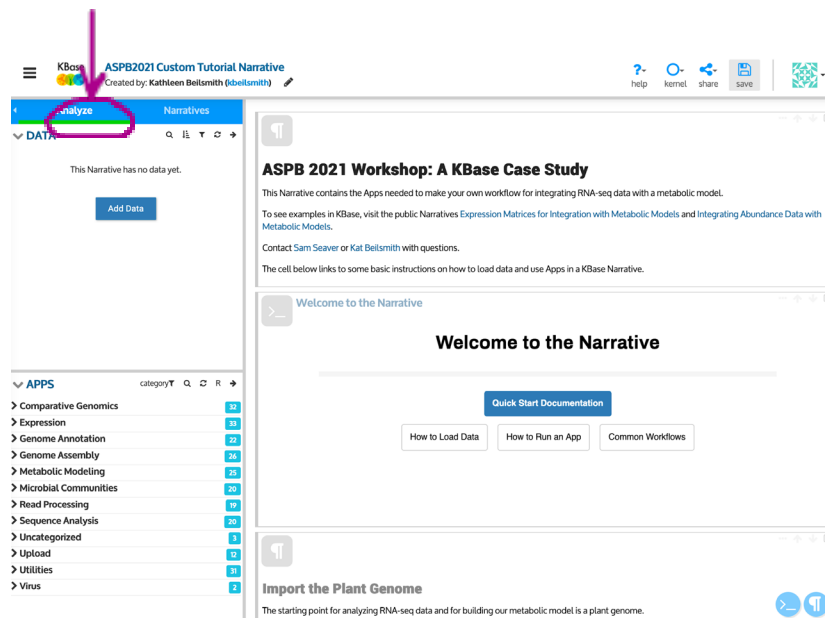 KBase
ASPB2021 Custom Tutorial Narrative
Created by: Kathleen Beilsmith (kbeilsmith)
help
kernel
share
save
Analyze
Narratives
DATA
This Narrative has no data yet.
Add Data
APPS
category
R
Comparative Genomics 32
Expression 33
Genome Annotation 22
Genome Assembly 26
Metabolic Modeling 25
Microbial Communities 20
Read Processing 19
Sequence Analysis 20
Uncategorized 3
Upload 12
Utilities 31
Virus 2
ASPB 2021 Workshop: A KBase Case Study
This Narrative contains the Apps needed to make your own workflow for integrating RNA-seq data with a metabolic model.
To see examples in KBase, visit the public Narratives Expression Matrices for Integration with Metabolic Models and Integrating Abundance Data with
Metabolic Models.
Contact Sam Seaver or Kat Beilsmith with questions.
The cell below links to some basic instructions on how to load data and use Apps in a KBase Narrative.
Welcome to the Narrative
Welcome to the Narrative
Quick Start Documentation
How to Load Data
How to Run an App
Common Workflows
Import the Plant Genome
The starting point for analyzing RNA-seq data and for building our metabolic model is a plant genome.